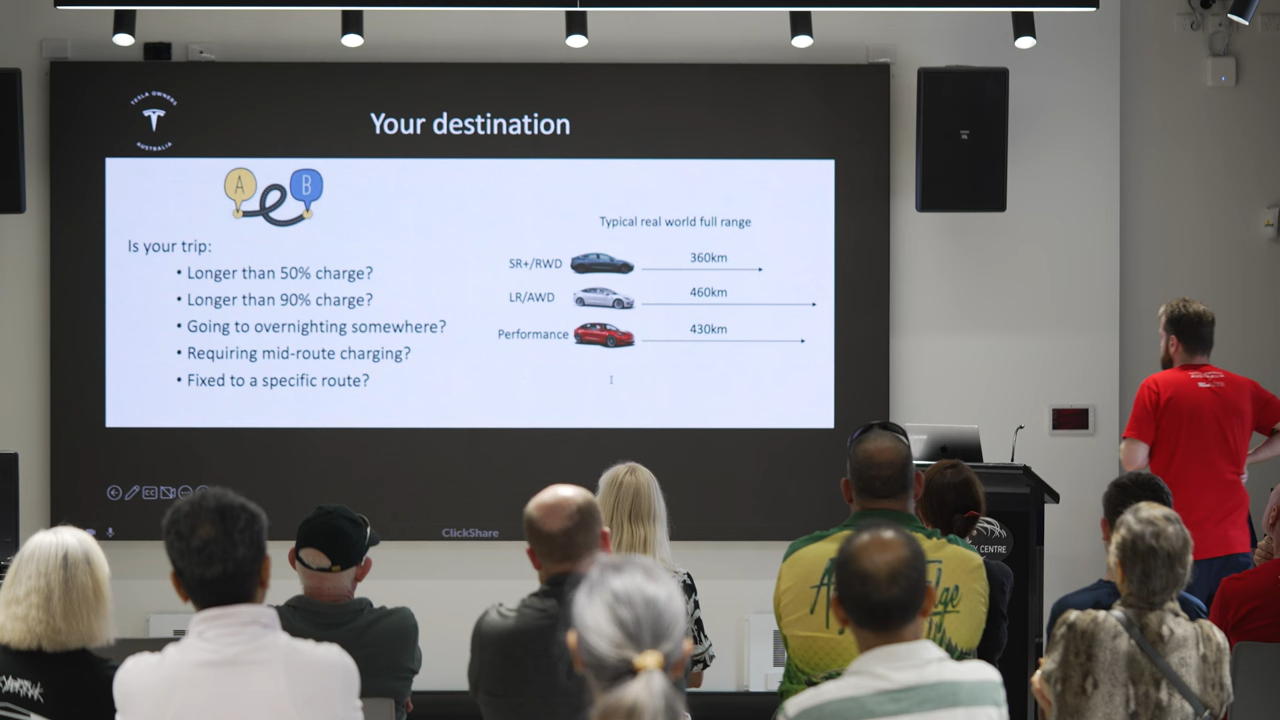 TESLA OWNERS
AUSTRALIA
Your destination
A B
Is your trip:
• Longer than 50% charge?
• Longer than 90% charge?
• Going to overnighting somewhere?
• Requiring mid-route charging?
• Fixed to a specific route?
Typical real world full range
SR+/RWD 360km
LR/AWD 460km
Performance 430km
CC
ClickShare
CENTRE